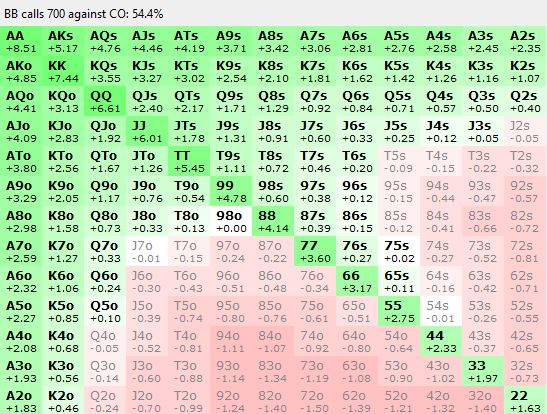 BB calls 700 against CO: 54.4%
AA AKs AQs AJs ATs A9s A8s A7s A6s A5s A4s A3s A2s
+8.51 +5.17 +4.76 +4.46 +4.19 +3.71 +3.42 +3.06 +2.81 +2.76 +2.58 +2.45 +2.35
AKo KK KQs KJs KTs K9s K8s K7s K6s K5s K4s K3s K2s
+4.85 +7.44 +3.55 +3.27 +3.02 +2.54 +2.10 +1.81 +1.62 +1.42 +1.26 +1.16 +1.07
AQo KQo QQ QJs QTs Q9s Q8s Q7s Q6s Q5s Q4s Q3s Q2s
+4.41 +3.13 +6.61 +2.40 +2.17 +1.71 +1.29 +0.92 +0.84 +0.71 +0.57 +0.50 +0.40
AJo KJo QJo JJ JTs J9s J8s J7s J6s J5s J4s J3s J2s
+4.09 +2.83 +1.92 +6.01 +1.78 +1.31 +0.91 +0.60 +0.33 +0.25 +0.12 +0.05 -0.05
ATo KTo QTo JTo TT T9s T8s T7s T6s T5s T4s T3s T2s
+3.80 +2.56 +1.67 +1.26 +5.45 +1.11 +0.72 +0.46 +0.20 -0.09 -0.15 -0.22 -0.32
A9o K9o Q9o J9o T9o 99 98s 97s 96s 95s 94s 93s 92s
+3.29 +2.05 +1.17 +0.76 +0.54 +4.78 +0.60 +0.38 +0.12 -0.15 -0.44 -0.47 -0.57
A8o K8o Q8o J8o T8o 98o 88 87s 86s 85s 84s 83s 82s
+2.98 +1.58 +0.73 +0.33 +0.13 +0.00 +4.14 +0.39 +0.15 -0.12 -0.41 -0.66 -0.72
A7o K7o Q7o J7o T7o 97o 87o 77 76s 75s 74s 73s 72s
+2.59 +1.27 +0.33 -0.01 -0.15 -0.24 -0.22 +3.60 +0.27 +0.02 -0.27 -0.52 -0.81
A6o K6o Q6o J6o T6o 96o 86o 76o 66 65s 64s 63s 62s
+2.32 +1.06 +0.24 -0.30 -0.43 -0.51 -0.48 -0.34 +3.17 +0.11 -0.16 -0.42 -0.71
A5o K5o Q5o J5o T5o 95o 85o 75o 65o 55 54s 53s 52s
+2.27 +0.85 +0.10 -0.39 -0.74 -0.80 -0.76 -0.61 -0.51 +2.75 -0.01 -0.26 -0.55
A4o K4o Q4o J4o T4o 94o 84o 74o 64o 54o 44 43s 42s
+2.08 +0.68 -0.05 -0.52 -0.81 -1.11 -1.07 -0.92 -0.80 -0.64 +2.33 -0.37 -0.65
A3o K3o Q3o J3o T3o 93o 83o 73o 63o 53o 43o 33 32s
+1.93 +0.56 -0.14 -0.60 -0.88 -1.14 -1.34 -1.19 -1.08 -0.90 -1.02 +1.97 -0.73
A2o K2o Q2o J2o T2o 92o 82o 72o 62o 52o 42o 32o 22
+1.83 +0.46 -0.24 -0.70 -0.99 -1.24 -1.40 -1.50 -1.39 -1.21 -1.32 -1.40 +1.63